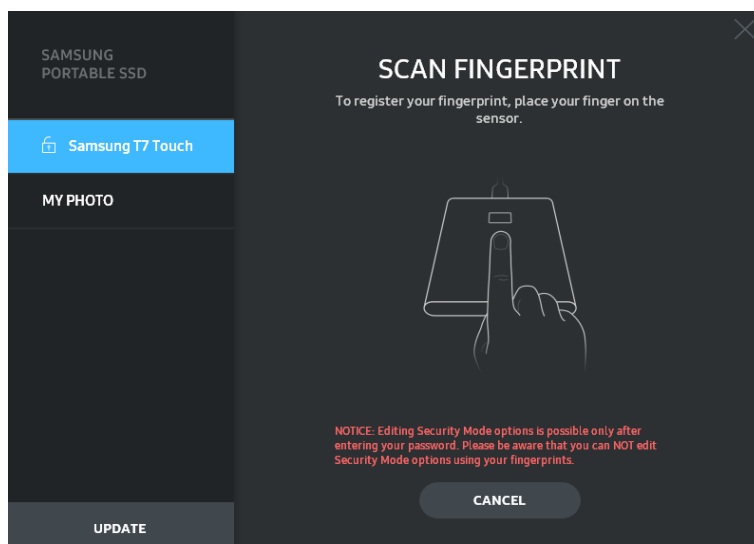 SAMSUNG
PORTABLE SSD
Samsung T7 Touch
MY PHOTO
UPDATE
SCAN FINGERPRINT
To register your fingerprint, place your finger on the
sensor.
NOTICE: Editing Security Mode options is possible only after
entering your password. Please be aware that you can NOT edit
Security Mode options using your fingerprints.
CANCEL